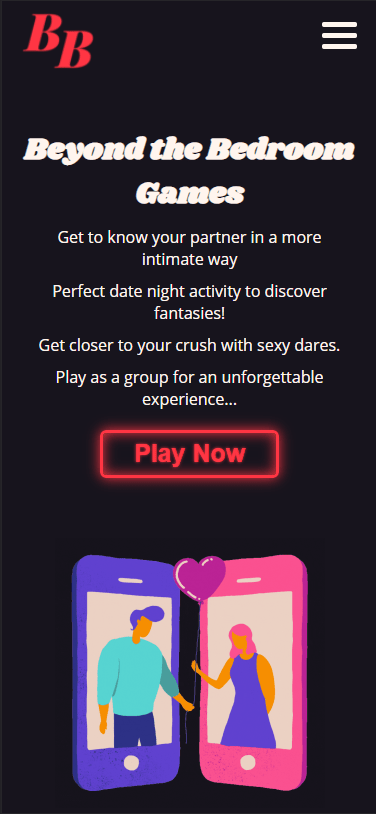 BB
Beyond the Bedroom
Games
Get to know your partner in a more
intimate way
Perfect date night activity to discover
fantasies!
Get closer to your crush with sexy dares.
Play as a group for an unforgettable
experience...
Play Now